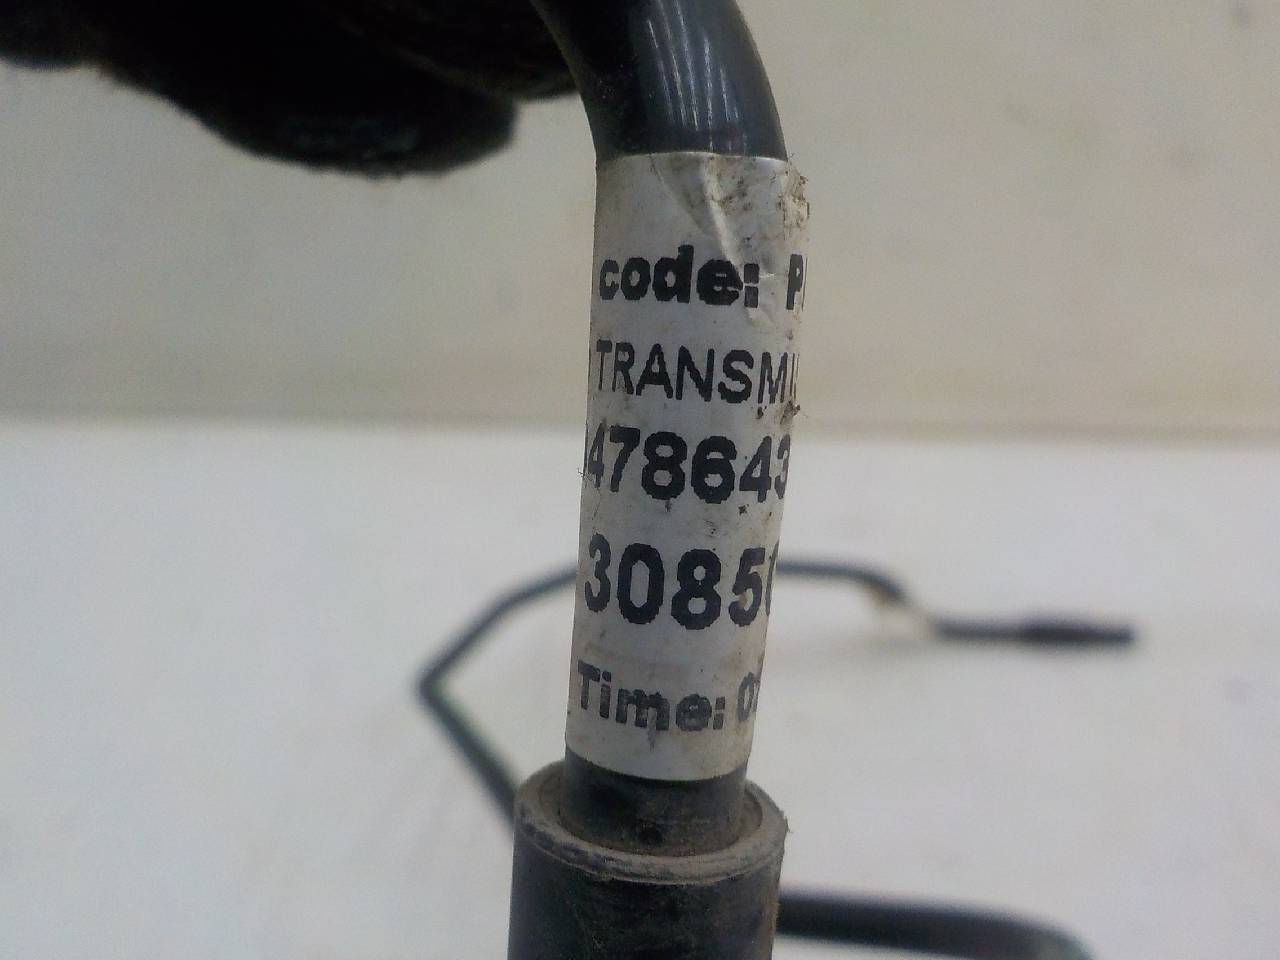 code: P
TRANSMI
478643
3085
Time: 0